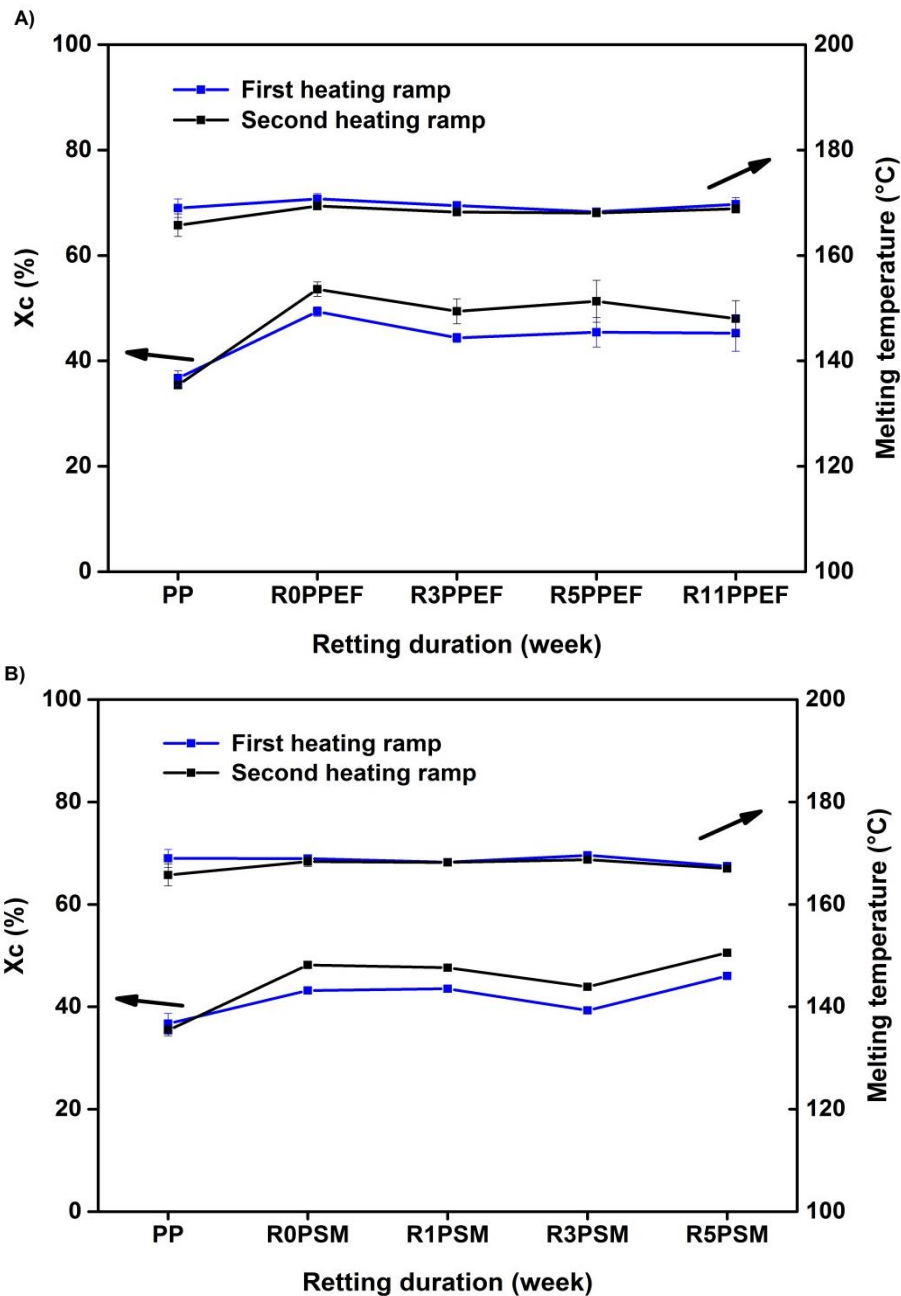 A)
100
80
60
40
20
0
Xc (%)
First heating ramp
Second heating ramp
200
180
160
140
120
100
Melting temperature (°C)
PP R0PPEF R3PPEF R5PPEF R11PPEF
Retting duration (week)
B)
100
80
60
40
20
0
Xc (%)
First heating ramp
Second heating ramp
200
180
160
140
120
100
Melting temperature (°C)
PP R0PSM R1PSM R3PSM R5PSM
Retting duration (week)